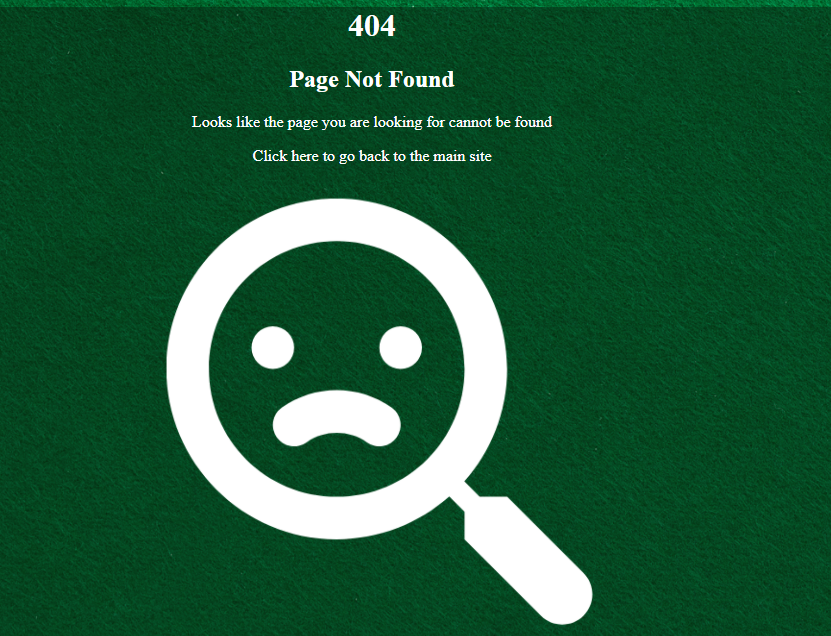 404
Page Not Found
Looks like the page you are looking for cannot be found
Click here to go back to the main site